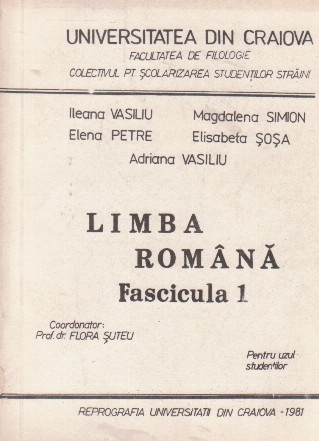 UNIVERSITATEA DIN CRAIOVA
FACULTATEA DE FILOLOGIE
COLECTIVUL PT. ŞCOLARIZAREA STUDENŢILOR STRĂINI
Ileana VASILIU Magdalena SIMION
Elena PETRE Elisabeta ŞOŞA
Adriana VASILIU
LIMBA
ROMÂNĂ
Fascicula 1
Coordonator:
Prof. dr. FLORA ŞUTEU
Pentru uzul
studenţilor
REPROGRAFIA UNIVERSITATII DIN CRAIOVA - 1981